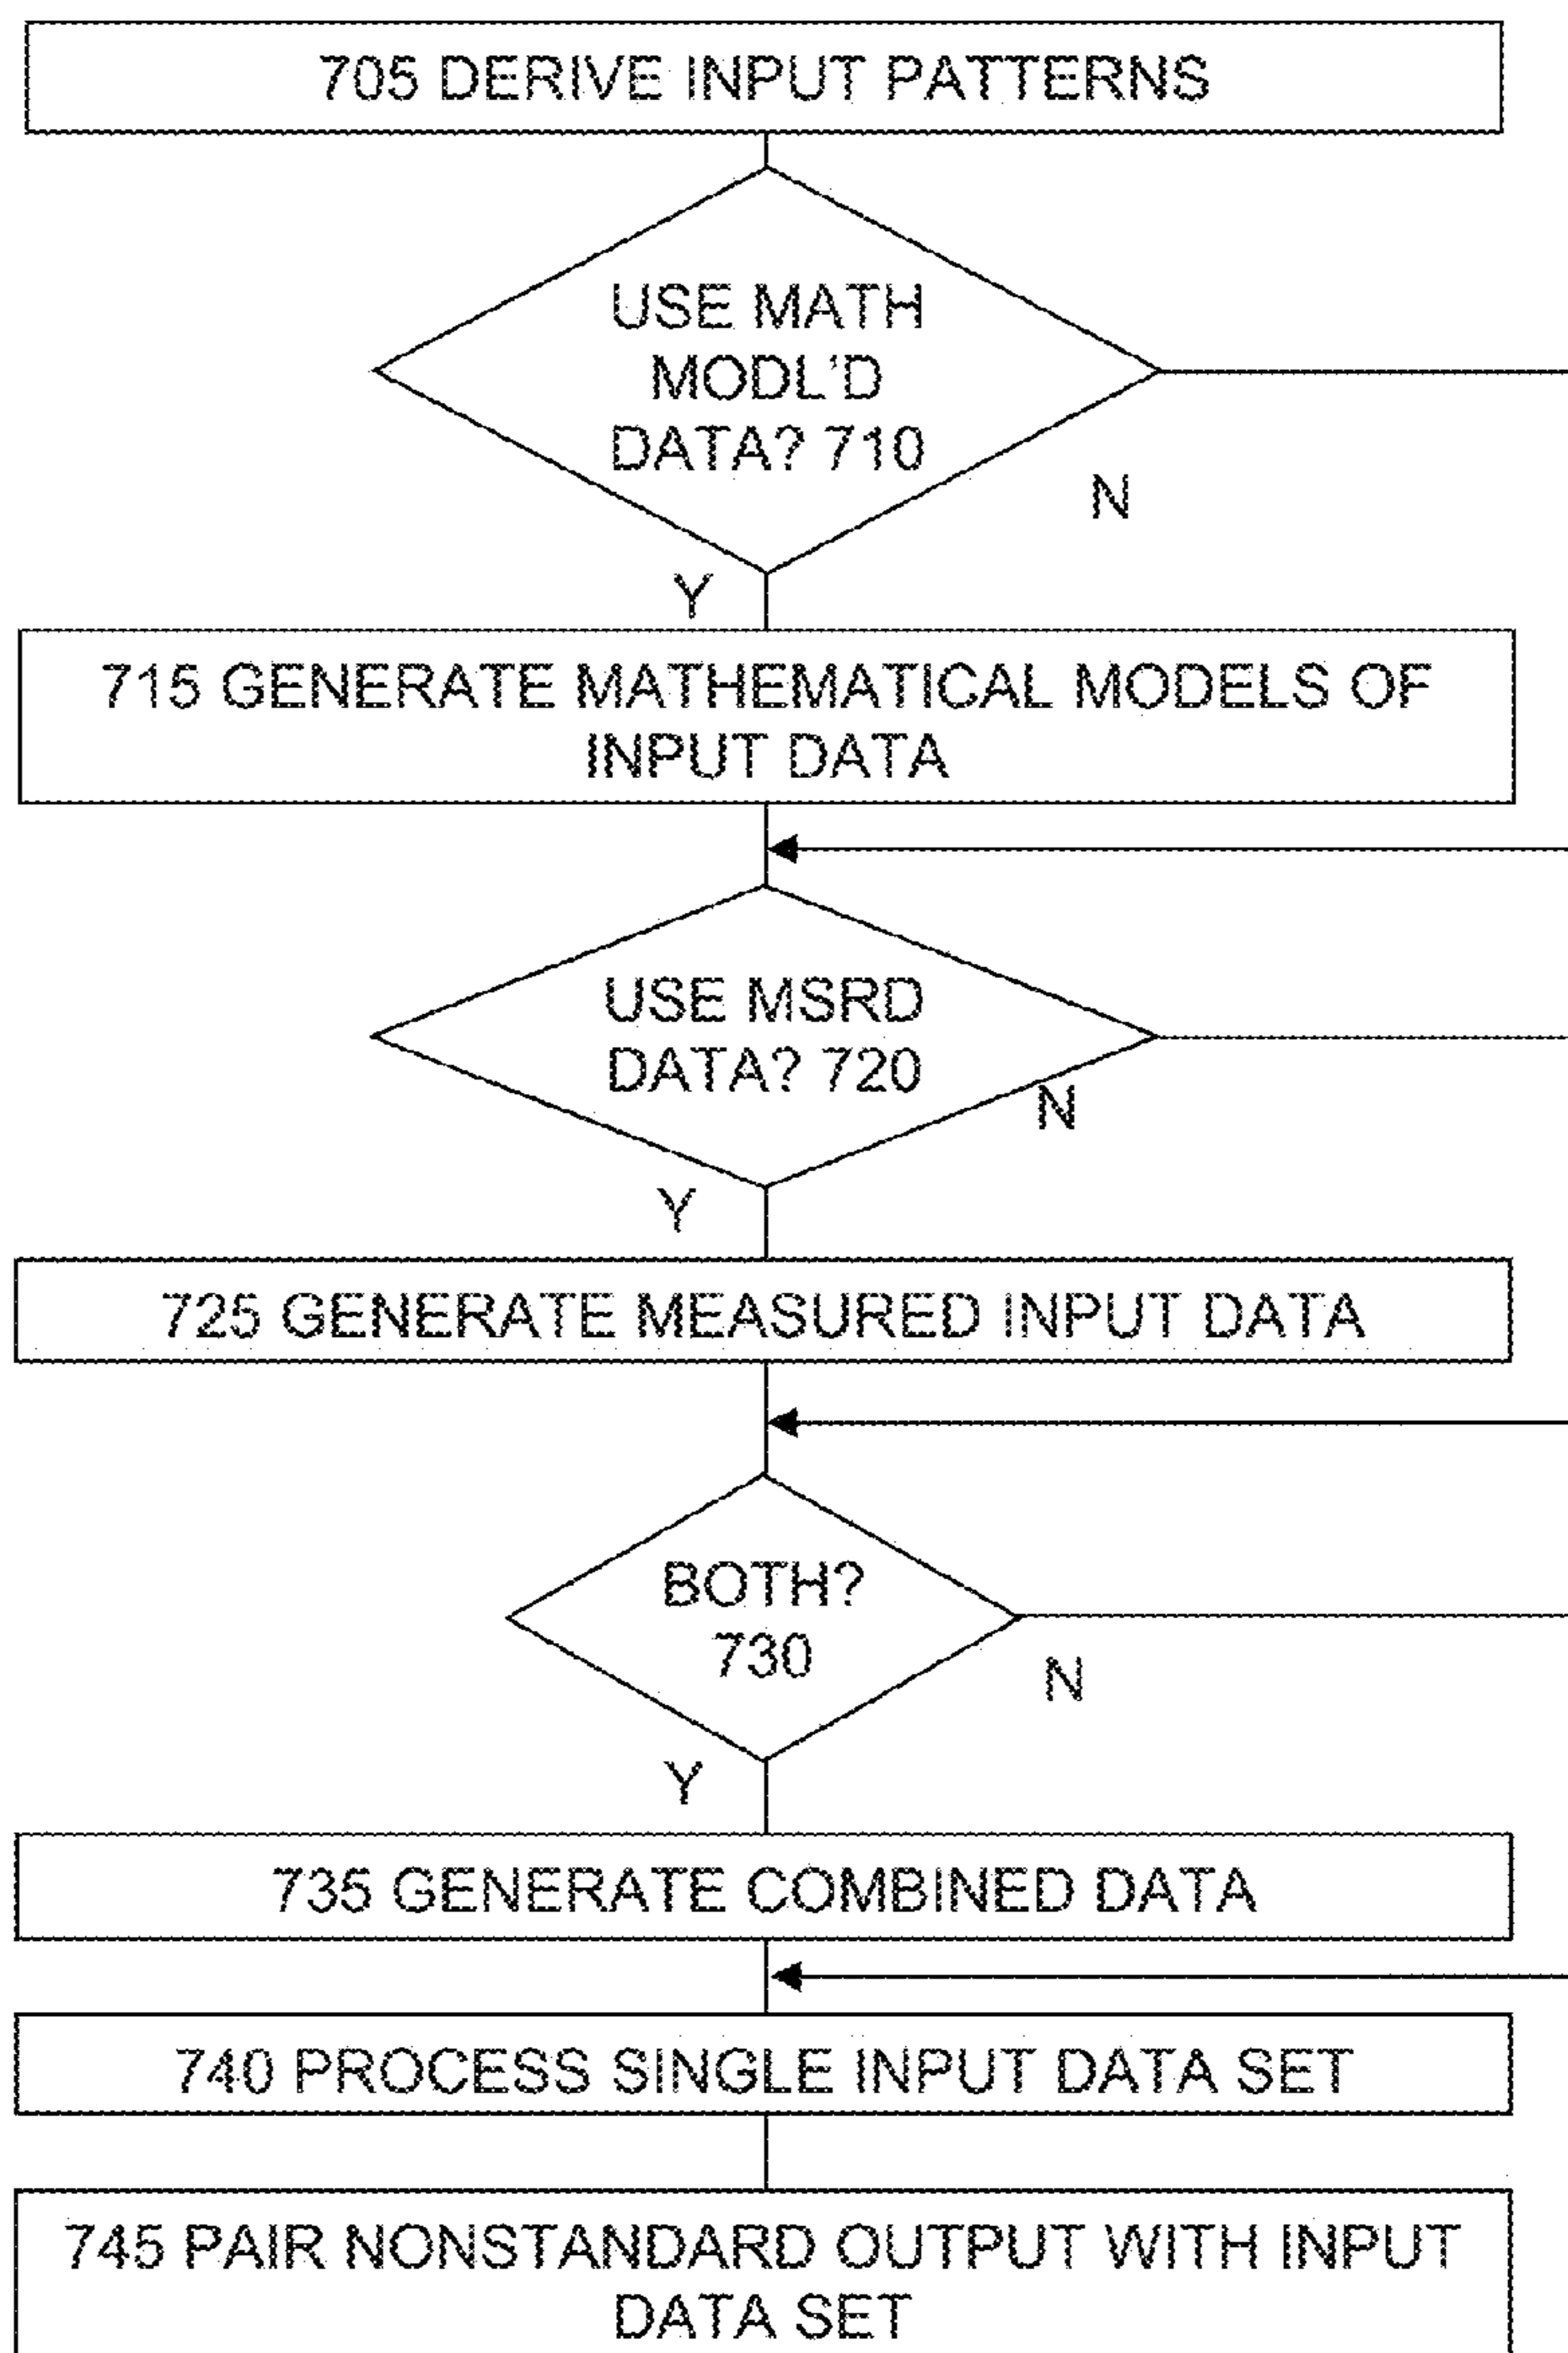 705 DERIVE INPUT PATTERNS
USE MATH
MODL'D
DATA? 710
N
Y
715 GENERATE MATHEMATICAL MODELS OF
INPUT DATA
USE MSRD
DATA? 720
N
Y
725 GENERATE MEASURED INPUT DATA
BOTH?
730
N
Y
735 GENERATE COMBINED DATA
740 PROCESS SINGLE INPUT DATA SET
745 PAIR NONSTANDARD OUTPUT WITH INPUT
DATA SET